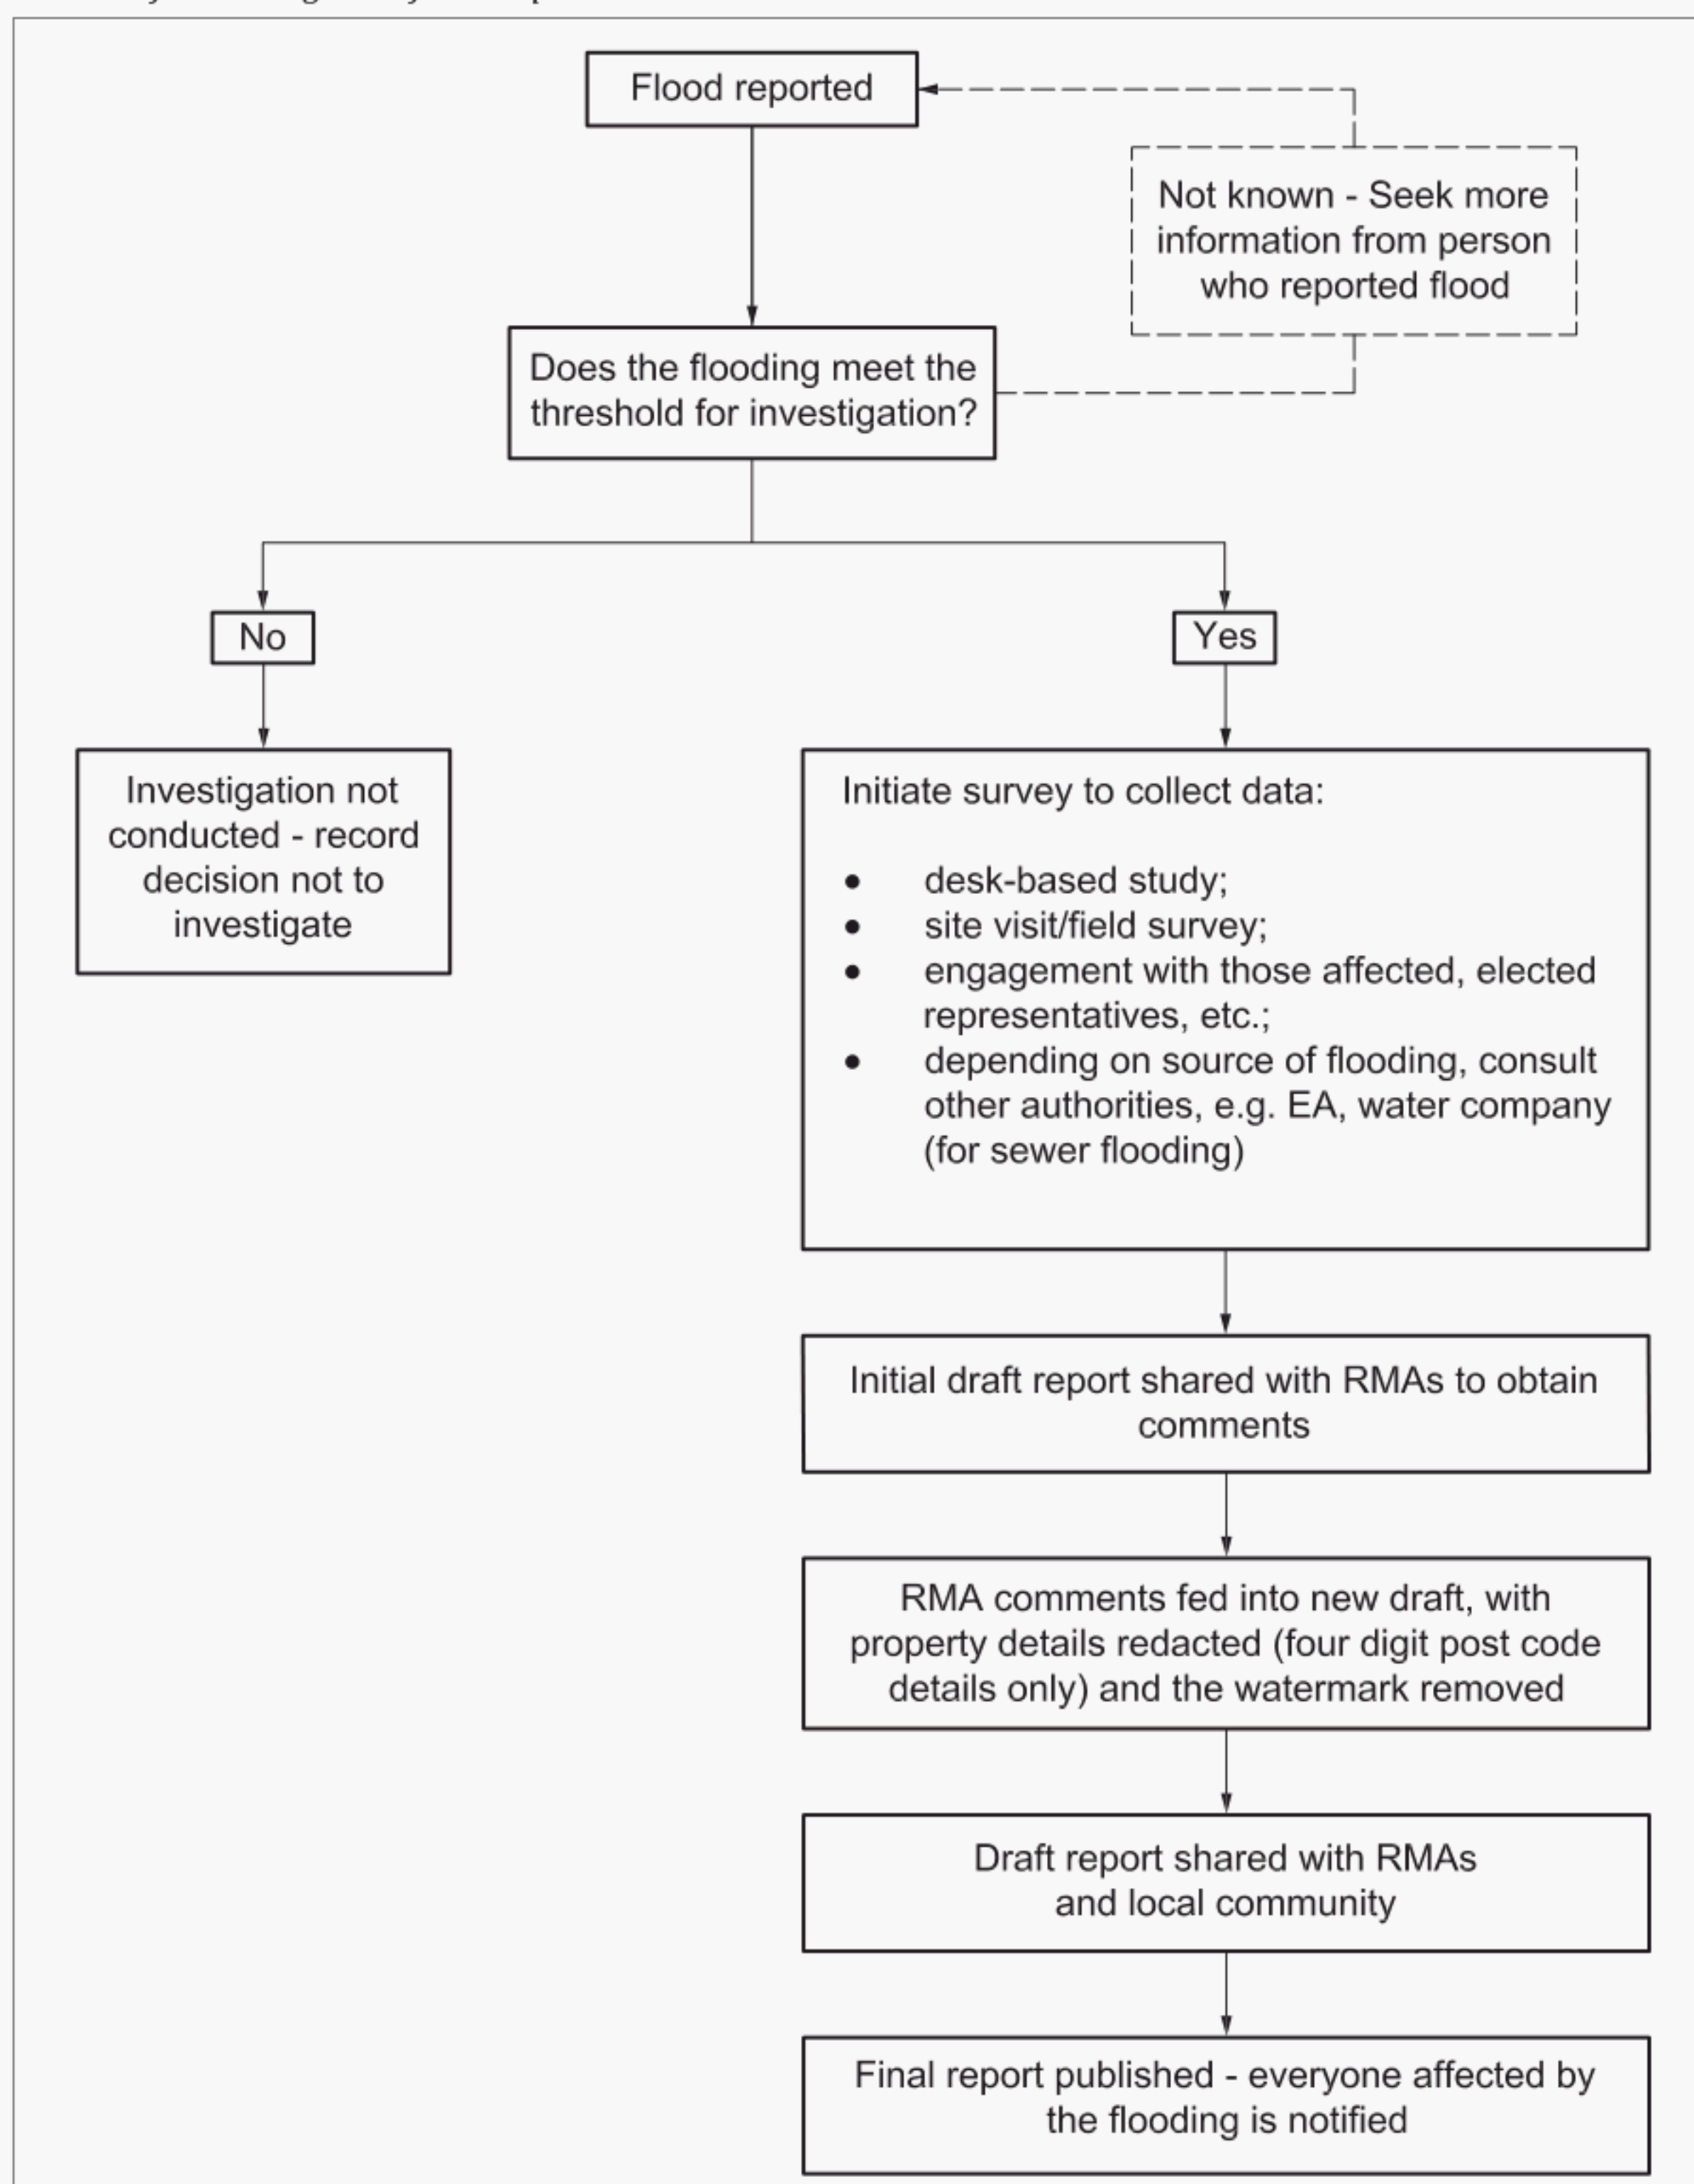 Flood reported
Not known - Seek more
information from person
who reported flood
Does the flooding meet the
threshold for investigation?
No
Yes
Investigation not
conducted - record
decision not to
investigate
Initiate survey to collect data:
• desk-based study;
• site visit/field survey;
• engagement with those affected, elected
representatives, etc.;
• depending on source of flooding, consult
other authorities, e.g. EA, water company
(for sewer flooding)
Initial draft report shared with RMAs to obtain
comments
RMA comments fed into new draft, with
property details redacted (four digit post code
details only) and the watermark removed
Draft report shared with RMAs
and local community
Final report published - everyone affected by
the flooding is notified